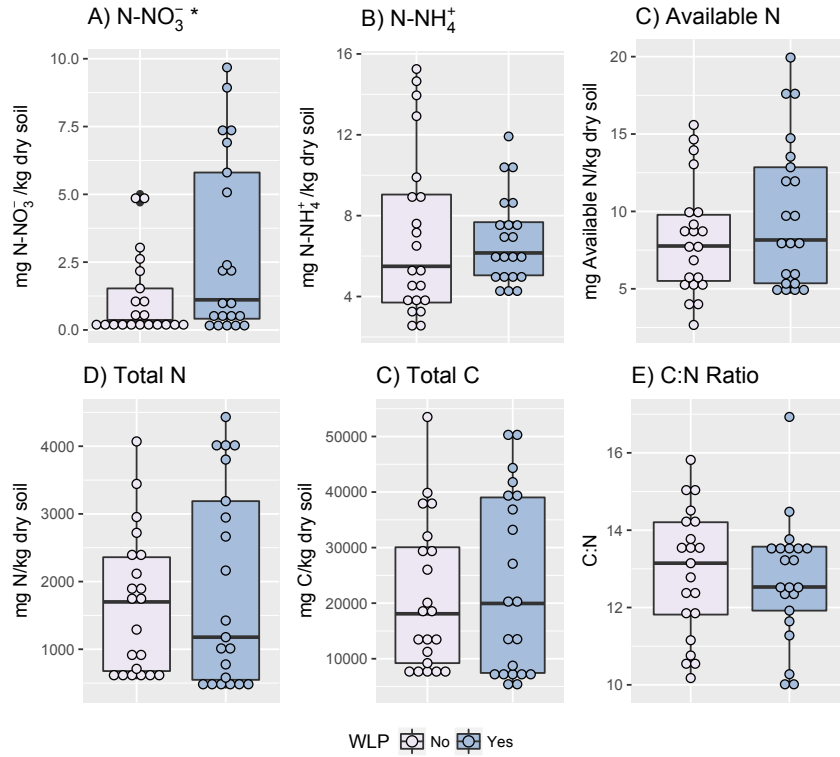 A) N-NO₃⁻ *
mg N-NO₃⁻ /kg dry soil
10.0
7.5
5.0
2.5
0.0
B) N-NH₄⁺
mg N-NH₄⁺ /kg dry soil
16
12
8
4
C) Available N
mg Available N/kg dry soil
20
15
10
5
D) Total N
mg N/kg dry soil
4000
3000
2000
1000
C) Total C
mg C/kg dry soil
50000
40000
30000
20000
10000
E) C:N Ratio
C:N
16
14
12
10
WLP No Yes